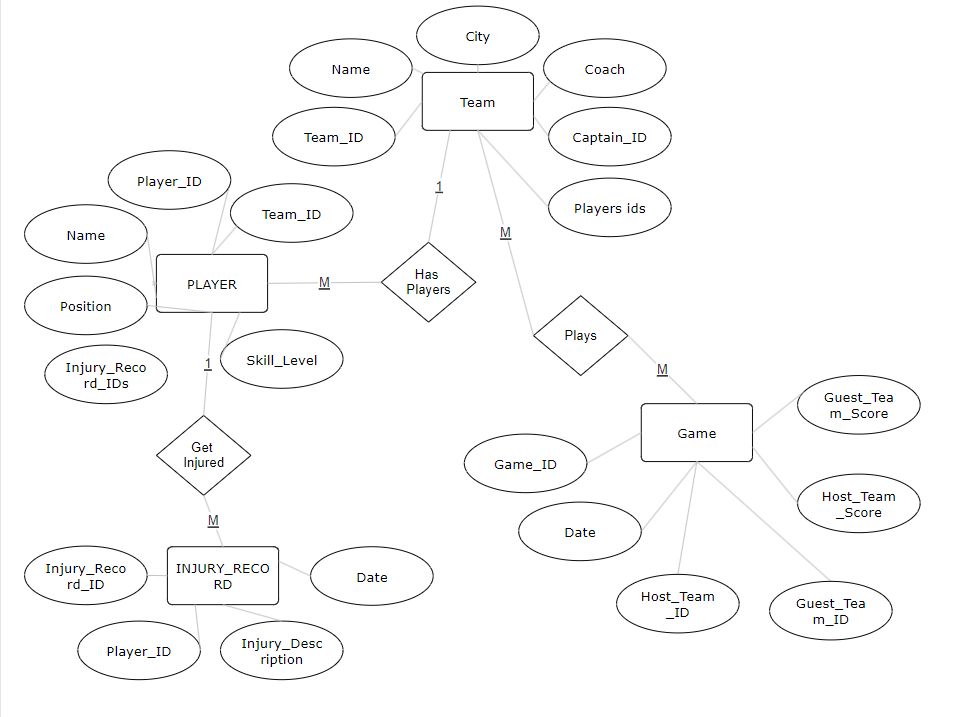 City
Name
Coach
Team
Team_ID
Captain_ID
Player_ID
1
Team_ID
Players ids
Name
M
PLAYER
M
Has
Players
Position
Plays
Injury_Reco
rd_IDs
1
Skill_Level
M
Guest_Tea
m_Score
Game
Get
Injured
Game_ID
Host_Team
_Score
M
Date
Injury_Reco
rd_ID
INJURY_RECO
RD
Date
Host_Team
_ID
Guest_Tea
m_ID
Player_ID
Injury_Desc
ription